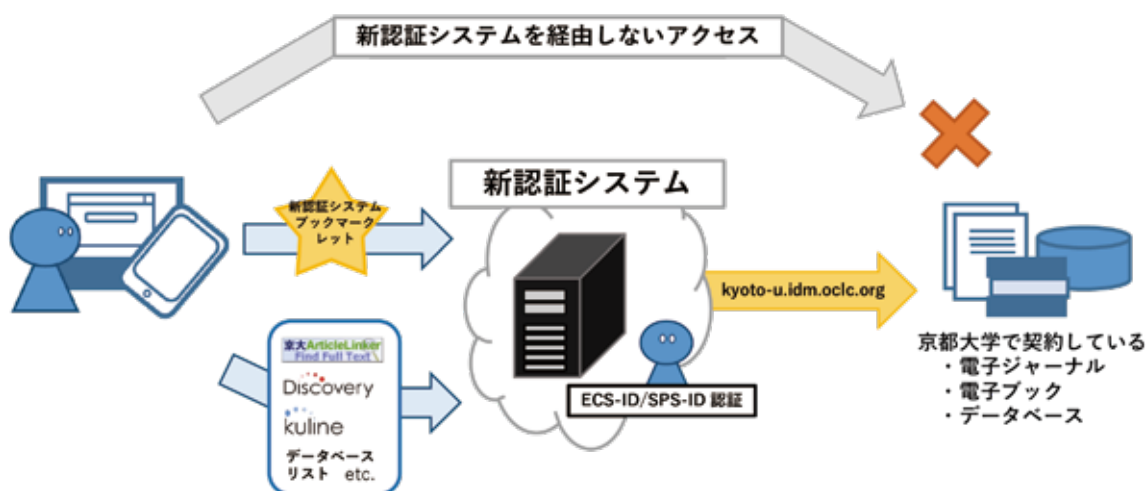 新認証システムを経由しないアクセス
新認証システム
新認証システム
ブックマーク
レット
kyoto-u.idm.oclc.org
京大ArticleLinker
Find Full Text
Discovery
kuline
データベース
リスト etc.
ECS-ID/SPS-ID 認証
京都大学で契約している
・電子ジャーナル
・電子ブック
・データベース